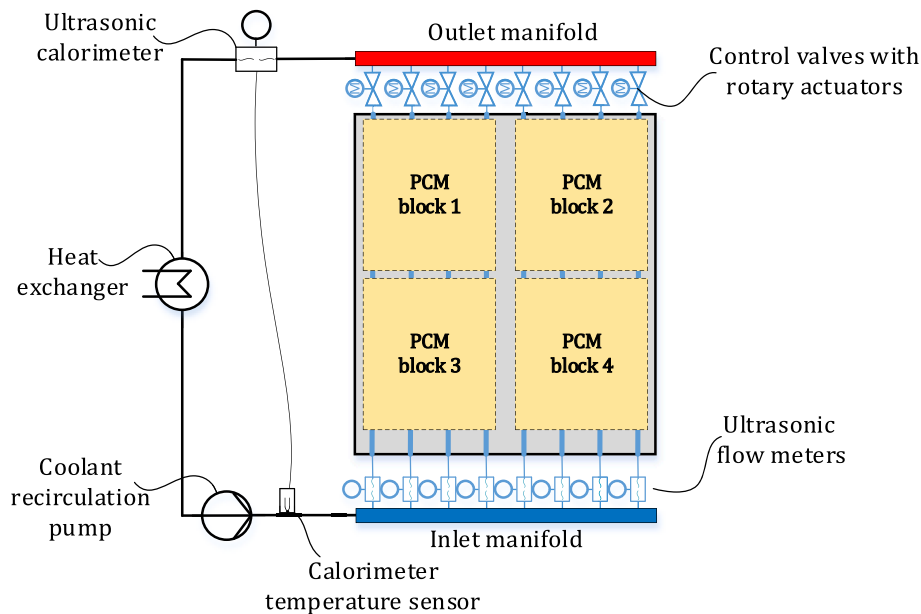 Ultrasonic
calorimeter
Outlet manifold
Control valves with
rotary actuators
M M M M M M M M
PCM
block 1
PCM
block 2
Heat
exchanger
PCM
block 3
PCM
block 4
Ultrasonic
flow meters
Coolant
recirculation
pump
Inlet manifold
Calorimeter
temperature sensor